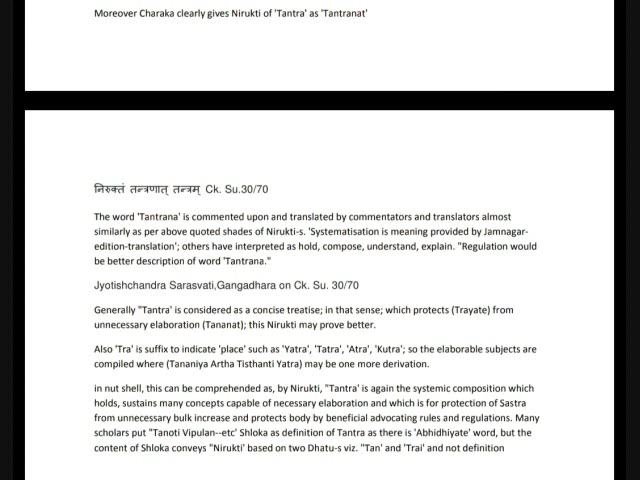 Moreover Charaka clearly gives Nirukti of 'Tantra' as 'Tantranat'
निरुक्तं तन्त्रणात् तन्त्रम् Ck. Su.30/70
The word 'Tantrana' is commented upon and translated by commentators and translators almost
similarly as per above quoted shades of Nirukti-s. 'Systematisation is meaning provided by Jamnagar-
edition-translation'; others have interpreted as hold, compose, understand, explain. "Regulation would
be better description of word 'Tantrana."
Jyotishchandra Sarasvati,Gangadhara on Ck. Su. 30/70
Generally "Tantra' is considered as a concise treatise; in that sense; which protects (Trayate) from
unnecessary elaboration (Tananat); this Nirukti may prove better.
Also 'Tra' is suffix to indicate 'place' such as 'Yatra', 'Tatra', 'Atra', 'Kutra'; so the elaborable subjects are
compiled where (Tananiya Artha Tisthanti Yatra) may be one more derivation.
in nut shell, this can be comprehended as, by Nirukti, "Tantra' is again the systemic composition which
holds, sustains many concepts capable of necessary elaboration and which is for protection of Sastra
from unnecessary bulk increase and protects body by beneficial advocating rules and regulations. Many
scholars put "Tanoti Vipulan--etc' Shloka as definition of Tantra as there is 'Abhidhiyate' word, but the
content of Shloka conveys "Nirukti' based on two Dhatu-s viz. "Tan' and 'Trai' and not definition